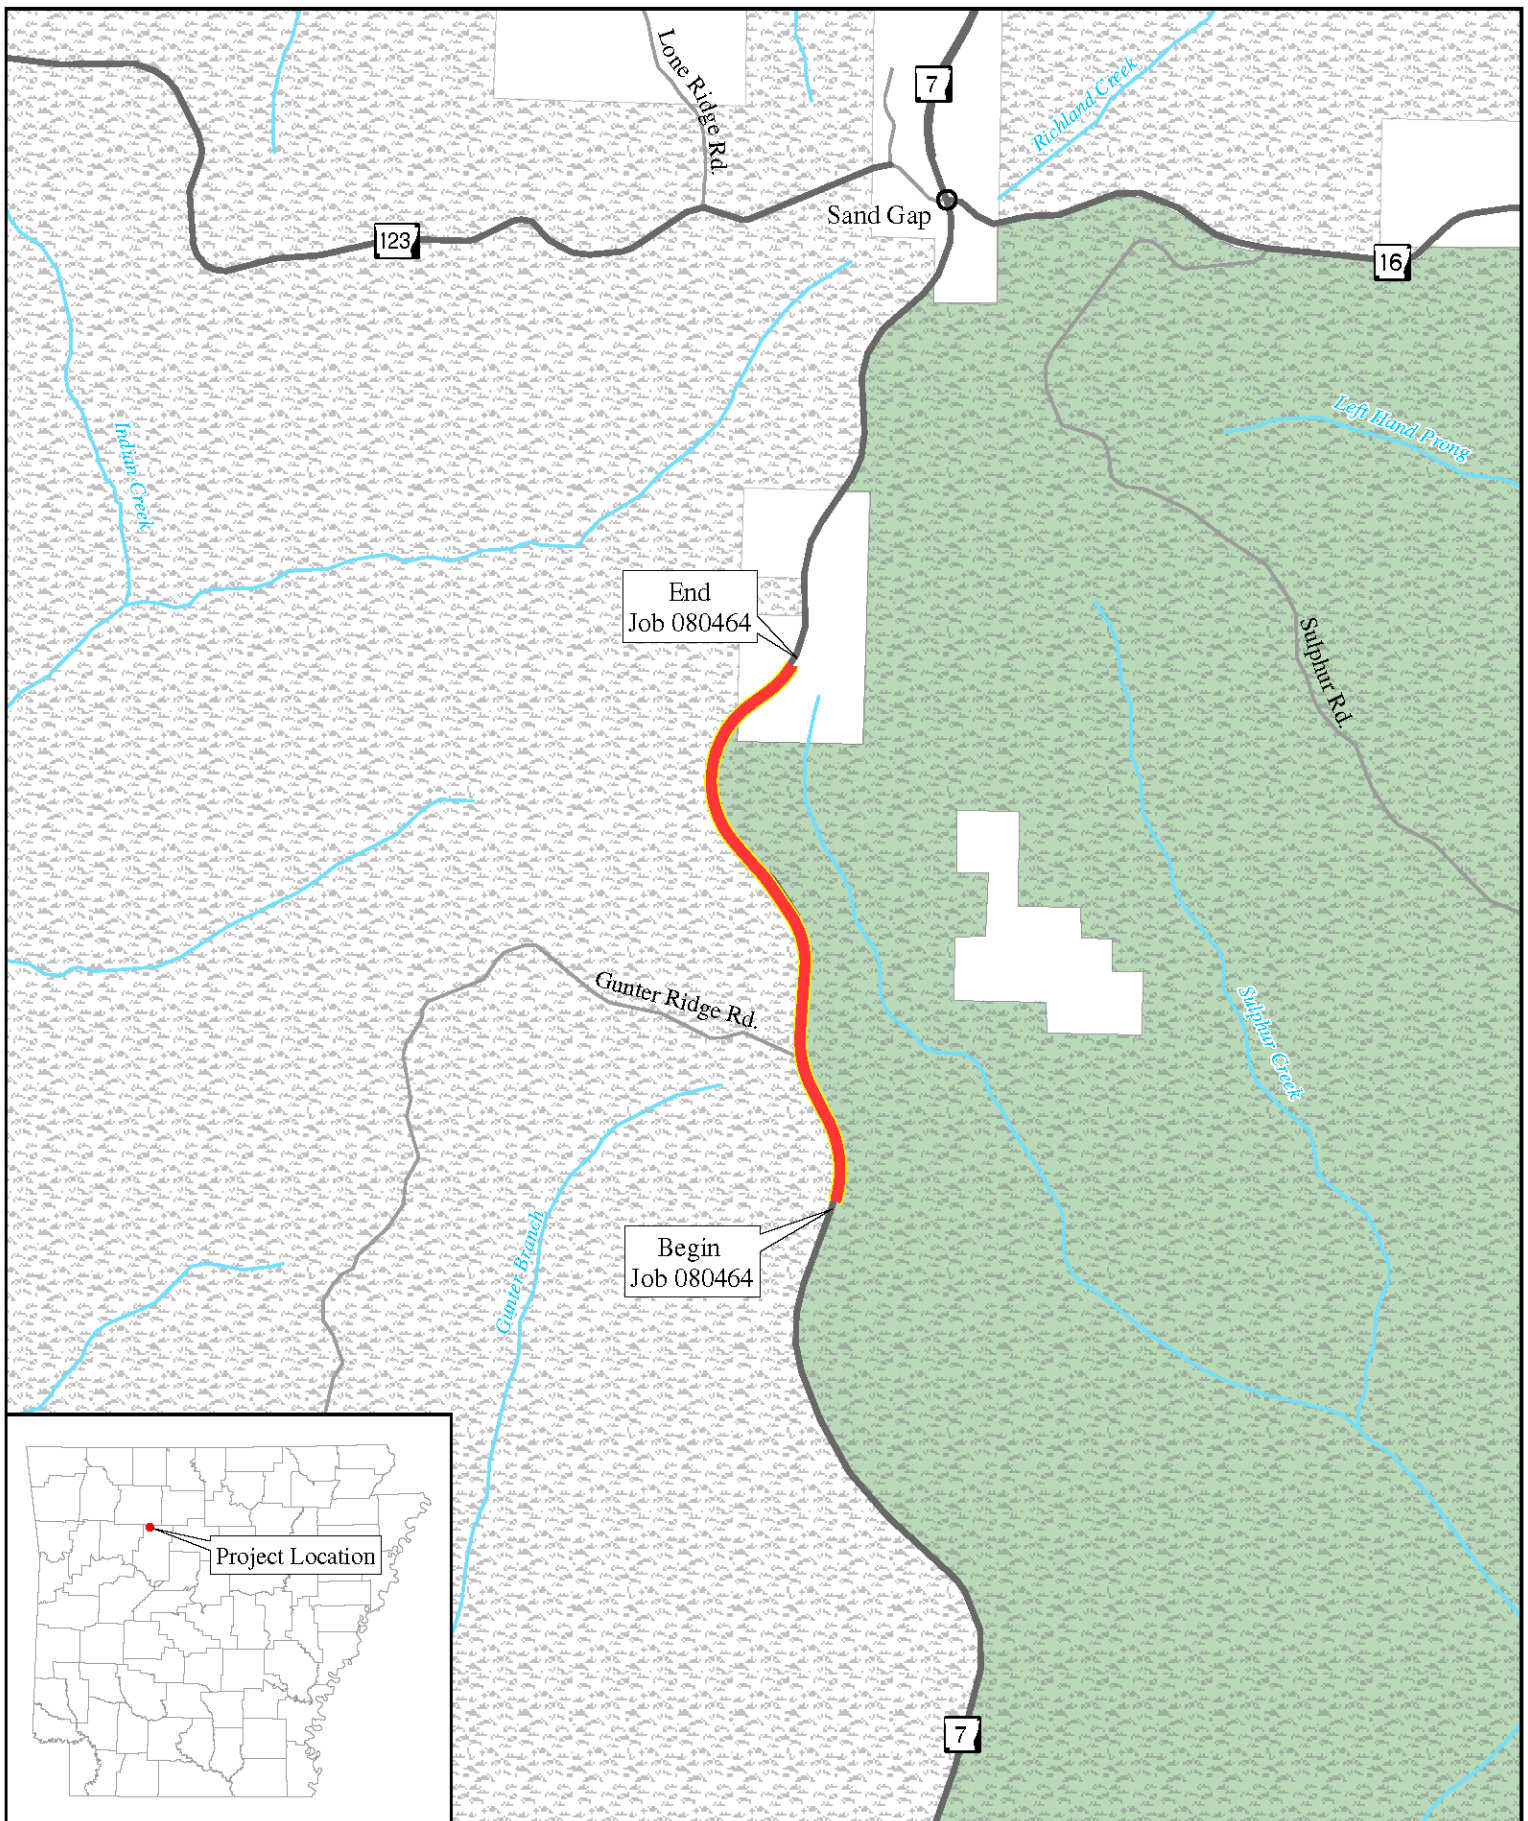 Lone Ridge Rd.
7
Richland Creek
Sand Gap
123
16
Left Hand Prong
Indian Creek
End
Job 080464
Sulphur Rd.
Gunter Ridge Rd.
Sulphur Creek
Gunter Branch
Begin
Job 080464
Project Location
7